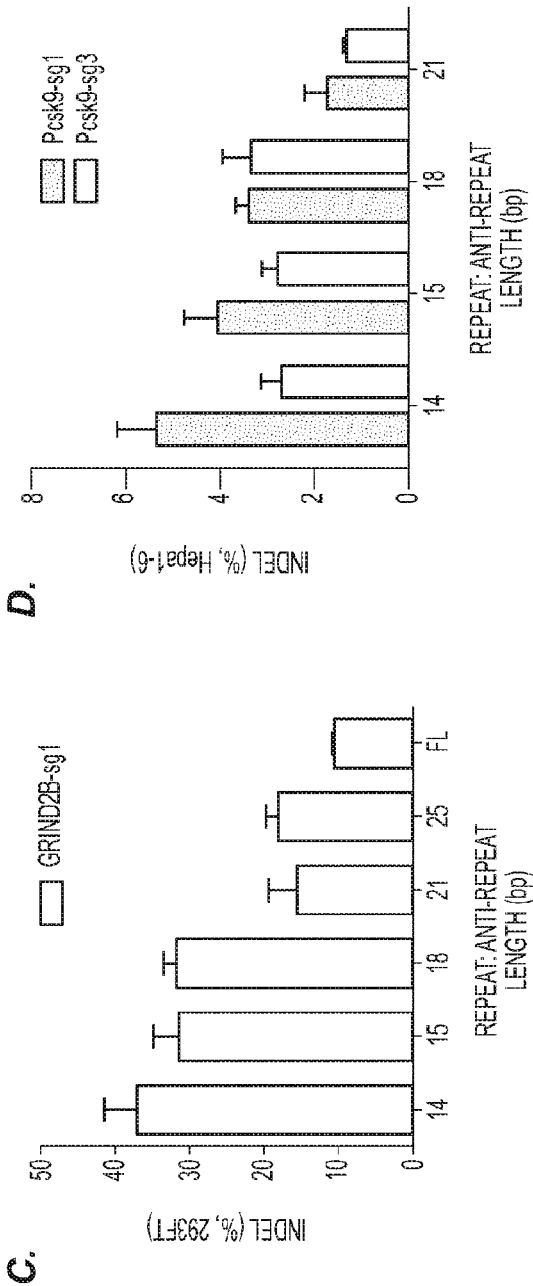 C.
GRIND2B-sg1
INDEL (%, 293FT)
50
40
30
20
10
0
14 15 18 21 25 FL
REPEAT: ANTI-REPEAT
LENGTH (bp)
D.
Pcsk9-sg1
Pcsk9-sg3
INDEL (%, Hepa1-6)
8
6
4
2
0
14 15 18 21
REPEAT: ANTI-REPEAT
LENGTH (bp)